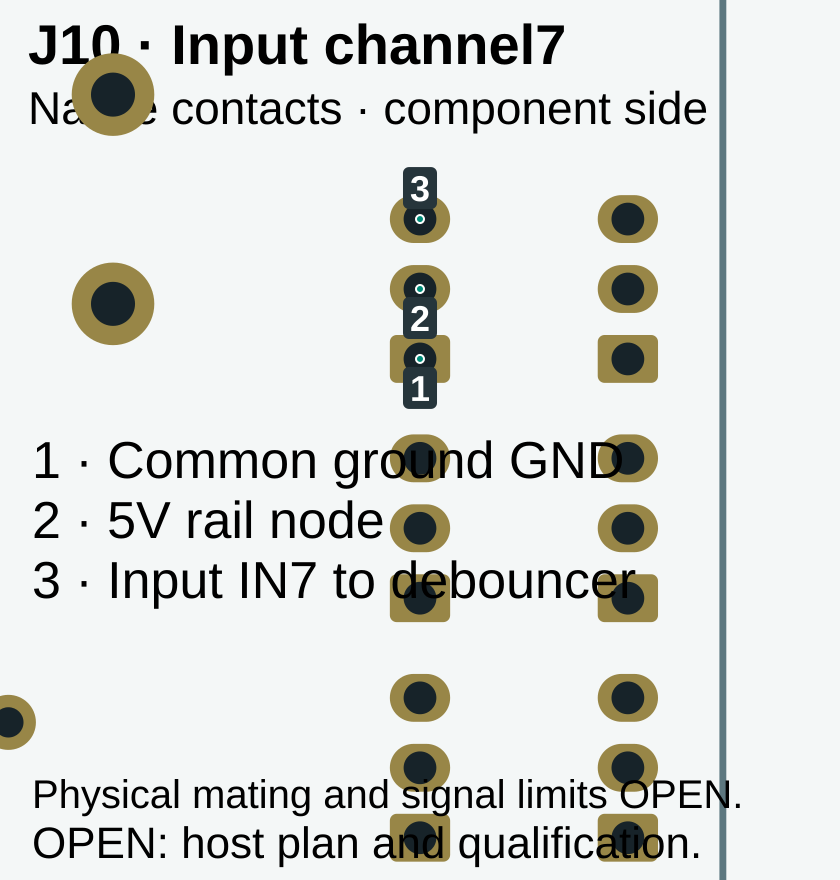 J10 · Input channel7
contacts · component side
3
2
1
1 · Common ground GND
2 · 5V rail node
3 · Input IN7 to debouncer
Physical mating and signal limits OPEN.
OPEN: host plan and qualification.